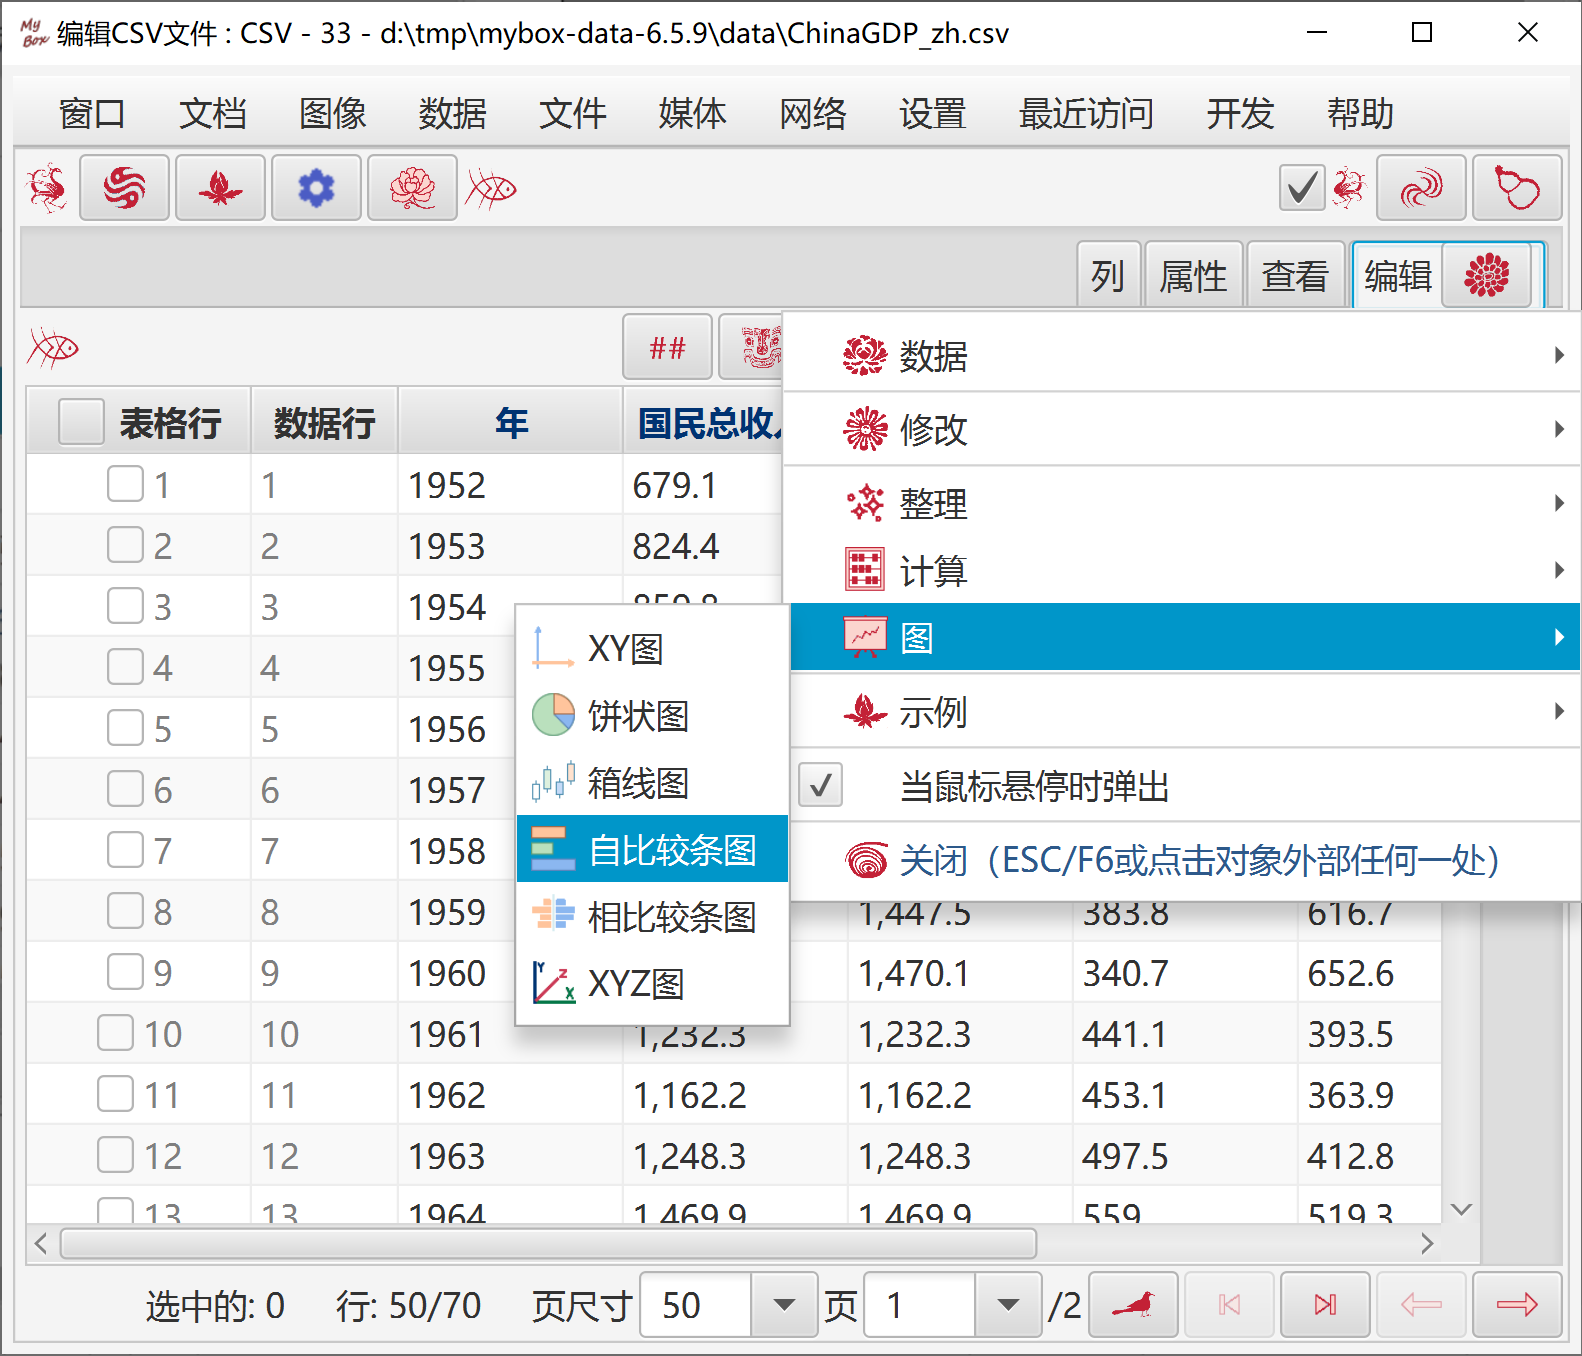 My Box 编辑CSV文件 : CSV - 33 - d:\tmp\mybox-data-6.5.9\data\ChinaGDP_zh.csv
窗口 文档 图像 数据 文件 媒体 网络 设置 最近访问 开发 帮助
列 属性 查看 编辑
##
表格行 数据行 年 国民总收
数据
修改
整理
计算
图
示例
当鼠标悬停时弹出
关闭（ESC/F6或点击对象外部任何一处）
XY图
饼状图
箱线图
自比较条图
相比较条图
XYZ图
1 1 1952 679.1
2 2 1953 824.4
3 3 1954 859.8
4 4 1955
5 5 1956
6 6 1957
7 7 1958
8 8 1959 1,447.5 383.8 616.7
9 9 1960 1,470.1 340.7 652.6
10 10 1961 1,232.3 1,232.3 441.1 393.5
11 11 1962 1,162.2 1,162.2 453.1 363.9
12 12 1963 1,248.3 1,248.3 497.5 412.8
13 13 1964 1,469.9 1,469.9 559 519.3
选中的: 0 行: 50/70 页尺寸 50 页 1 /2